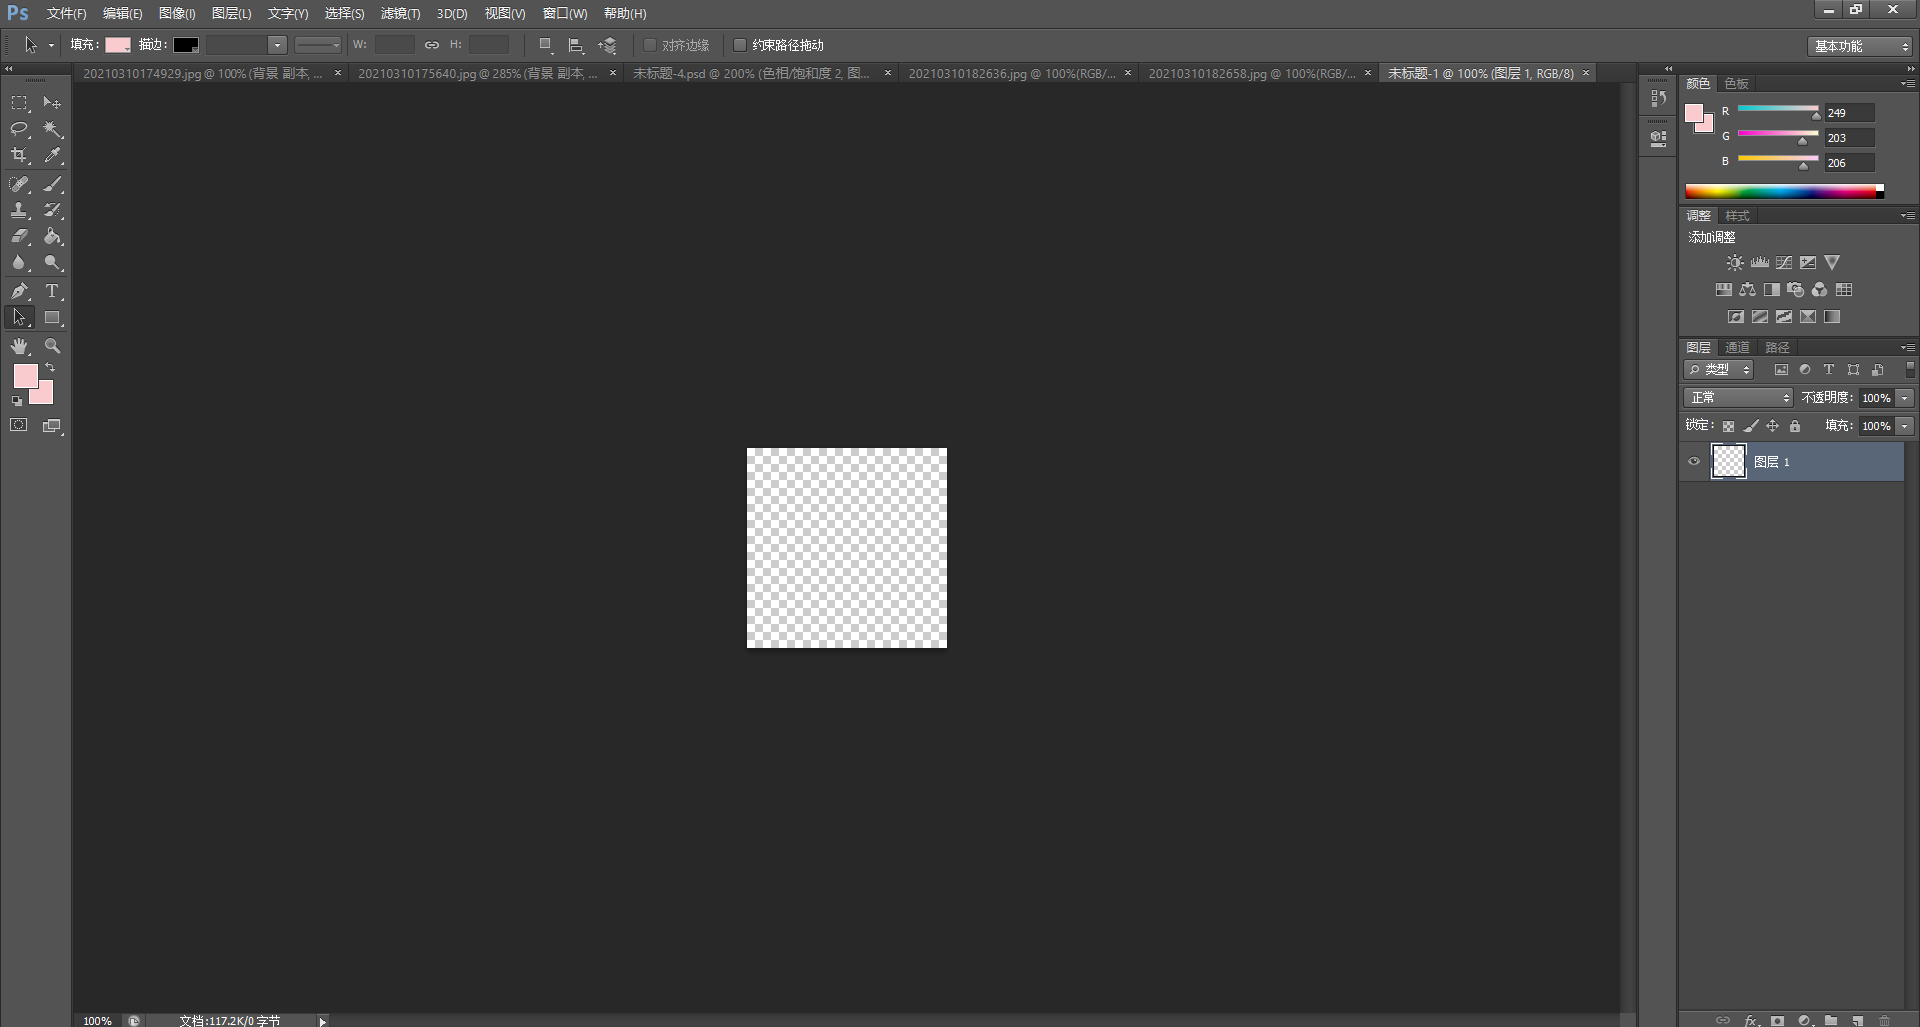 Ps 文件(F) 编辑(E) 图像(I) 图层(L) 文字(Y) 选择(S) 滤镜(T) 3D(D) 视图(V) 窗口(W) 帮助(H)
填充: 描边: W: H: 对齐边缘 约束路径拖动 基本功能
20210310174929.jpg @ 100% (背景 副本, ... × 20210310175640.jpg @ 285% (背景 副本, ... × 未标题-4.psd @ 200% (色相/饱和度 2, 图... × 20210310182636.jpg @ 100%(RGB/... × 20210310182658.jpg @ 100%(RGB/... × 未标题-1 @ 100% (图层 1, RGB/8) ×
颜色 色板
R 249
G 203
B 206
调整 样式
添加调整
图层 通道 路径
类型
正常 不透明度: 100%
锁定: 填充: 100%
图层 1
T
100% 文档:117.2K/0 字节
fx